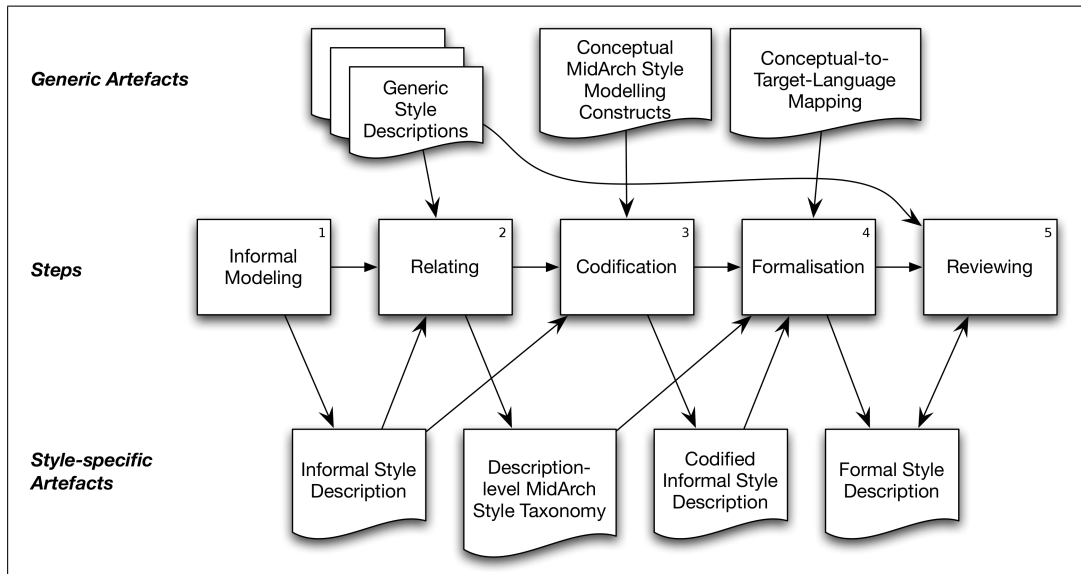 Generic Artefacts
Generic
Style
Descriptions
Conceptual
MidArch Style
Modelling
Constructs
Conceptual-to-
Target-Language
Mapping
Steps
1
Informal
Modeling
2
Relating
3
Codification
4
Formalisation
5
Reviewing
Style-specific
Artefacts
Informal Style
Description
Description-
level MidArch
Style Taxonomy
Codified
Informal Style
Description
Formal Style
Description